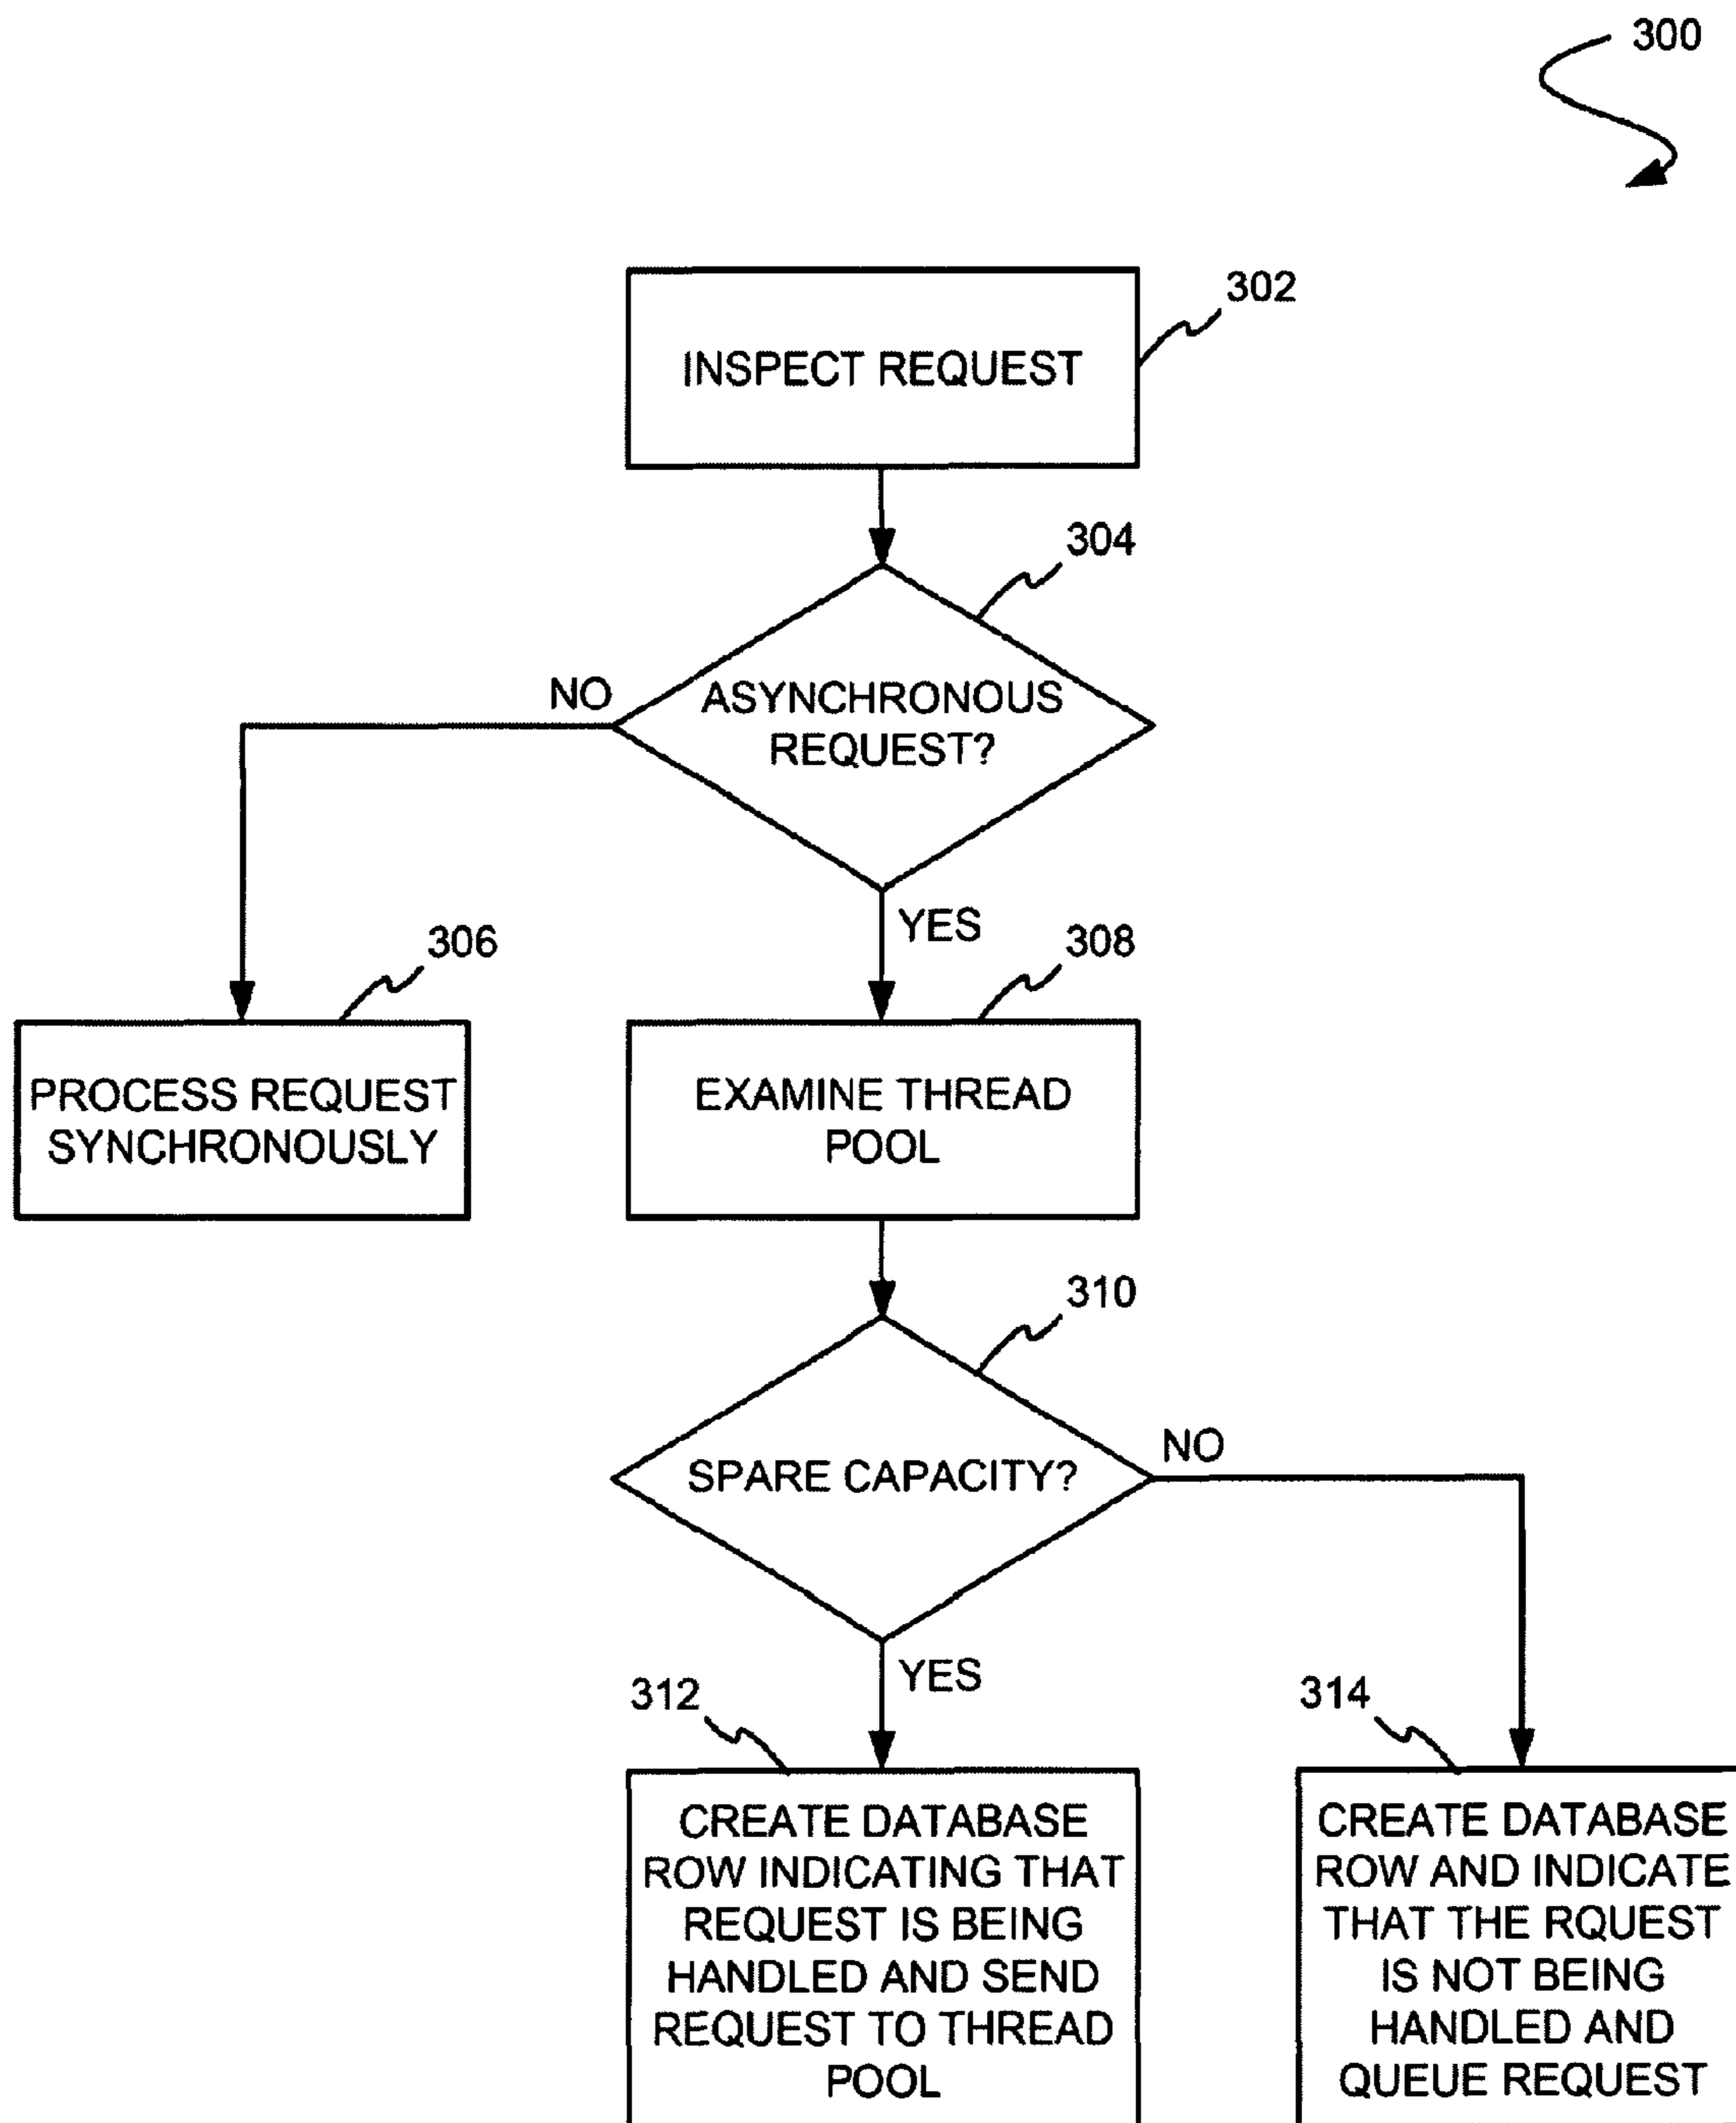 300
302
INSPECT REQUEST
304
NO
ASYNCHRONOUS
REQUEST?
YES
306
308
PROCESS REQUEST
SYNCHRONOUSLY
EXAMINE THREAD
POOL
310
SPARE CAPACITY?
NO
YES
312
314
CREATE DATABASE
ROW INDICATING THAT
REQUEST IS BEING
HANDLED AND SEND
REQUEST TO THREAD
POOL
CREATE DATABASE
ROW AND INDICATE
THAT THE RQUEST
IS NOT BEING
HANDLED AND
QUEUE REQUEST